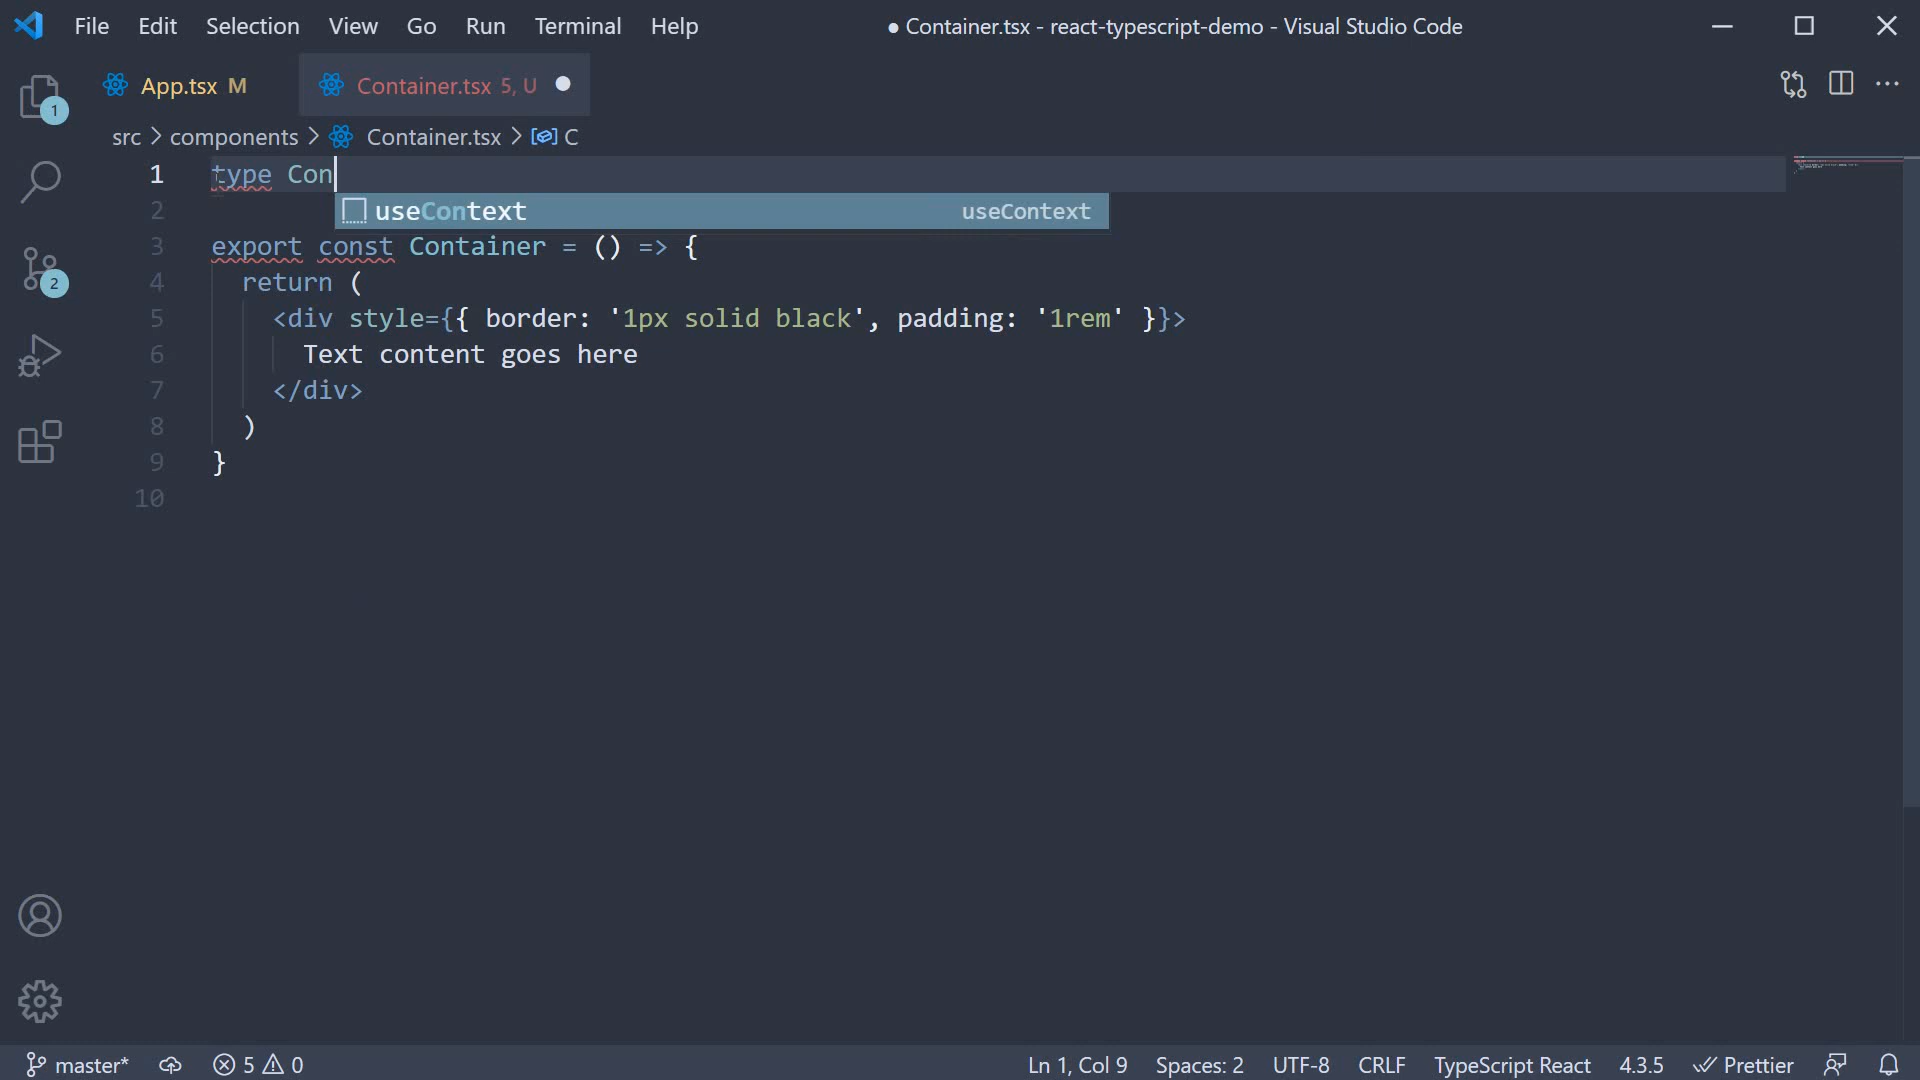 File Edit Selection View Go Run Terminal Help ● Container.tsx - react-typescript-demo - Visual Studio Code
App.tsx M Container.tsx 5, U
src > components > Container.tsx > C
1 type Con
2 useContext useContext
3 export const Container = () => {
4 return (
5 <div style={{ border: '1px solid black', padding: '1rem' }}>
6 Text content goes here
7 </div>
8 )
9 }
10
1
2
master* 5 0 Ln 1, Col 9 Spaces: 2 UTF-8 CRLF TypeScript React 4.3.5 Prettier